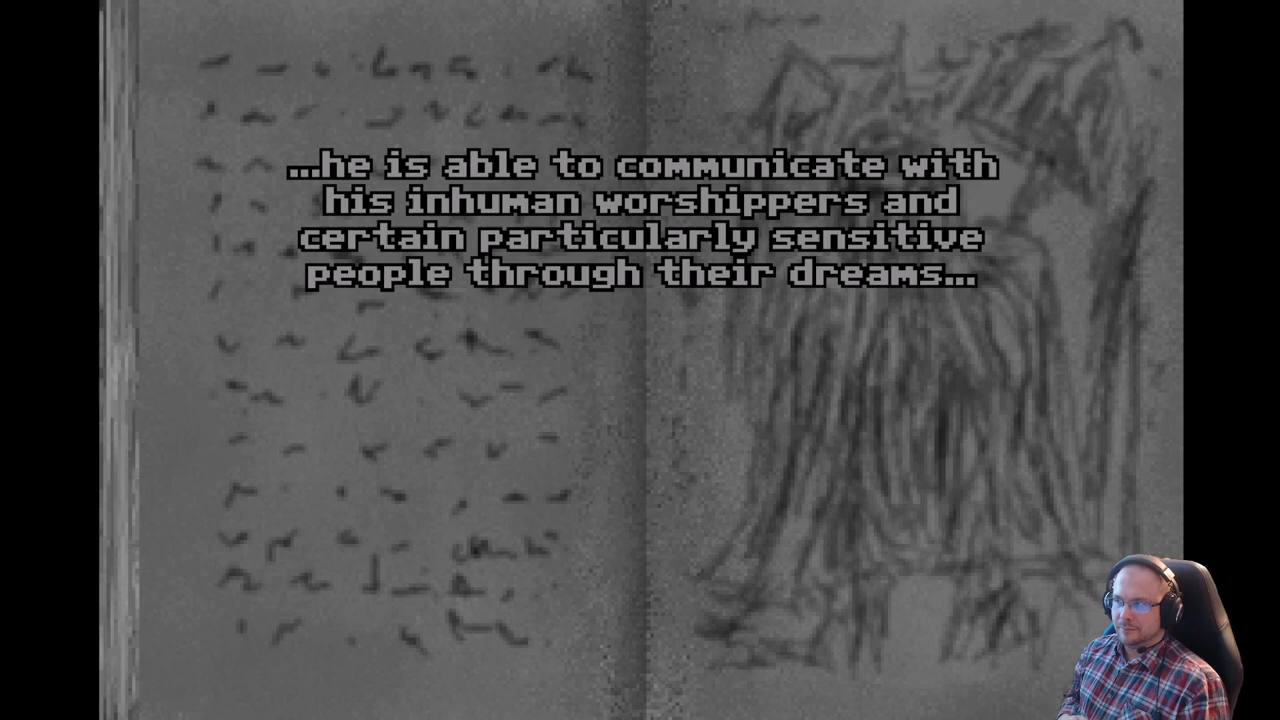 ...he is able to communicate with
his inhuman worshippers and
certain particularly sensitive
people through their dreams...